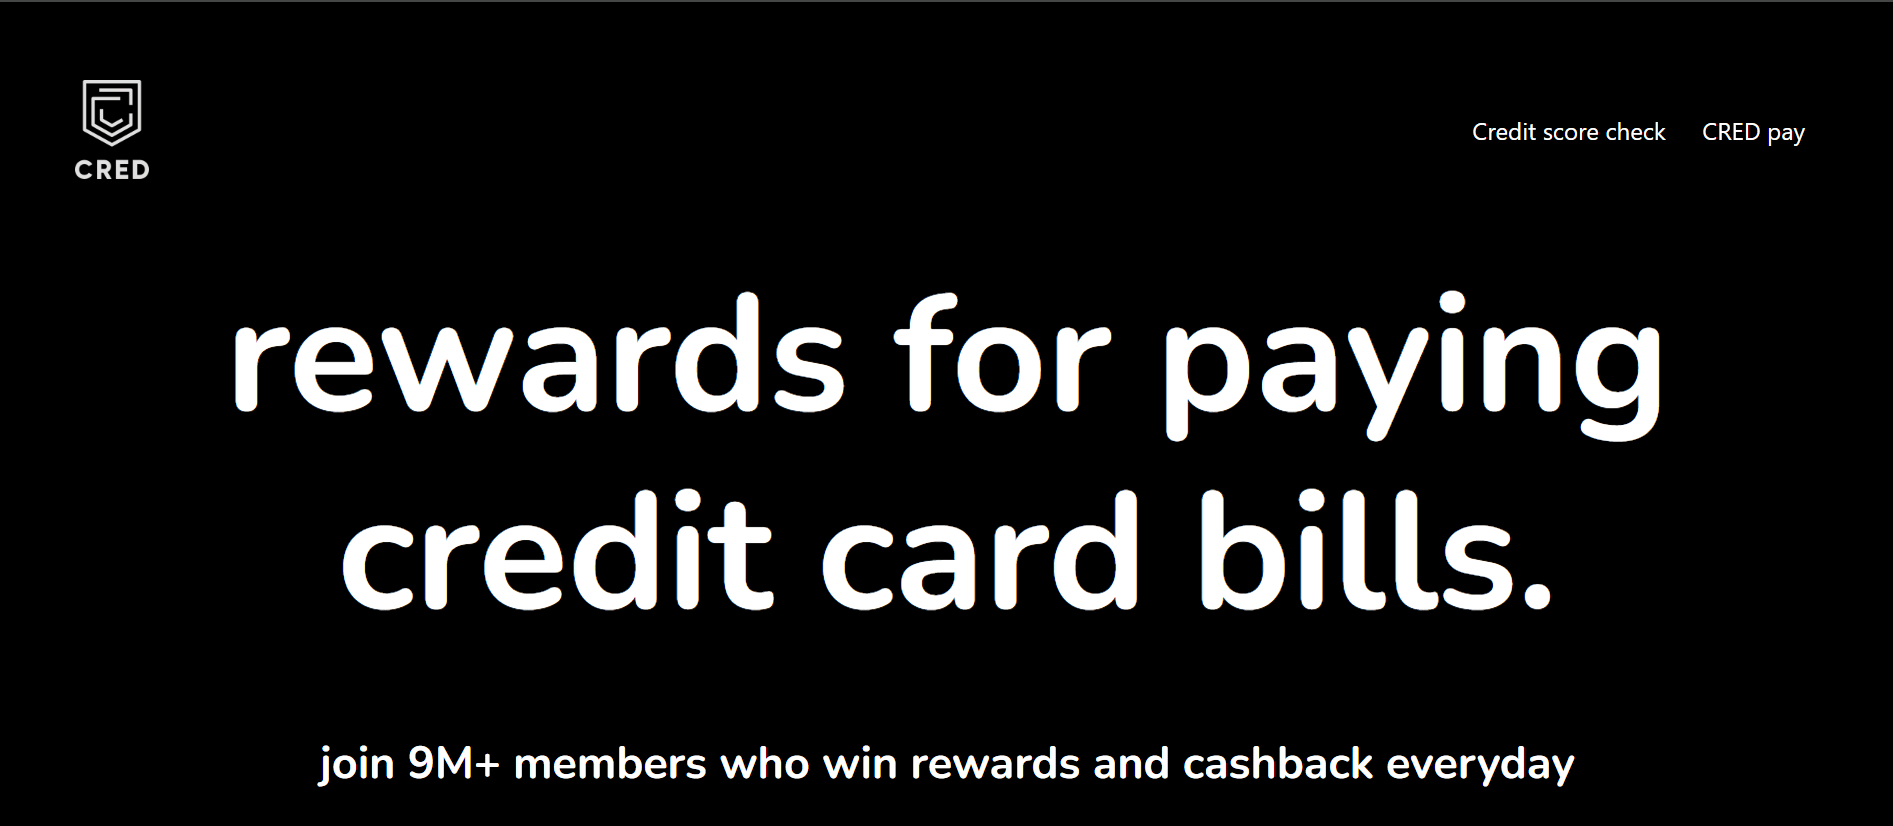 CRED
Credit score check
CRED pay
rewards for paying
credit card bills.
join 9M+ members who win rewards and cashback everyday